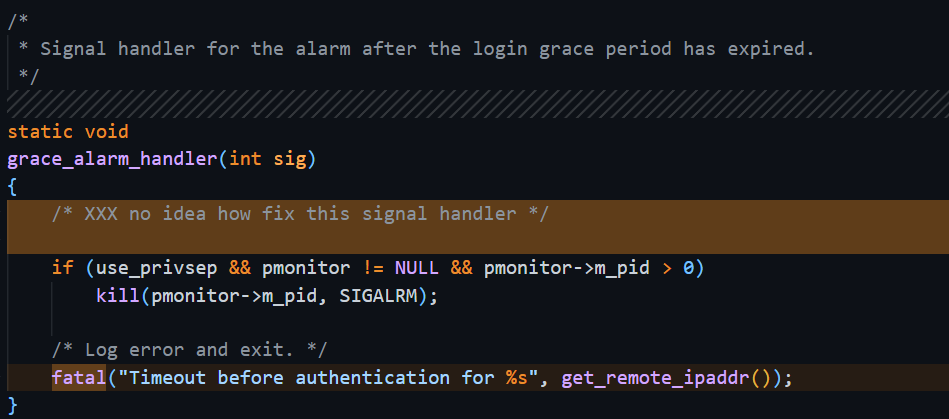 /*
 * Signal handler for the alarm after the login grace period has expired.
 */
static void
grace_alarm_handler(int sig)
{
    /* XXX no idea how fix this signal handler */
    if (use_privsep && pmonitor != NULL && pmonitor->m_pid > 0)
        kill(pmonitor->m_pid, SIGALRM);
    /* Log error and exit. */
    fatal("Timeout before authentication for %s", get_remote_ipaddr());
}